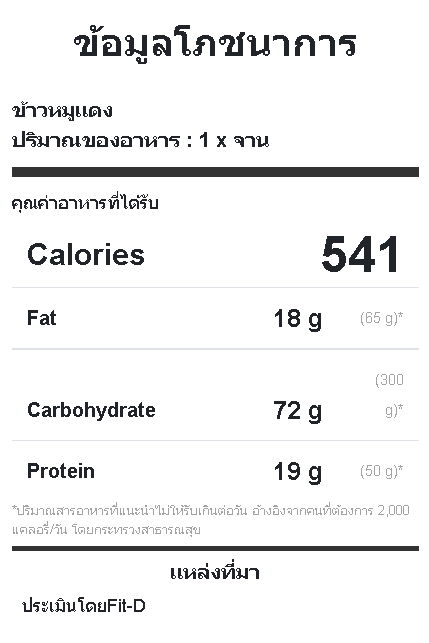 ข้อมูลโภชนาการ
ข้าวหมูแดง
ปริมาณของอาหาร : 1 x จาน
คุณค่าอาหารที่ได้รับ
Calories 541
Fat 18 g (65 g)*
(300
Carbohydrate 72 g g)*
Protein 19 g (50 g)*
*ปริมาณสารอาหารที่แนะนำไม่ให้รับเกินต่อวัน อ้างอิงจากคนที่ต้องการ 2,000
แคลอรี่/วัน โดยกระทรวงสาธารณสุข
แหล่งที่มา
ประเมินโดยFit-D